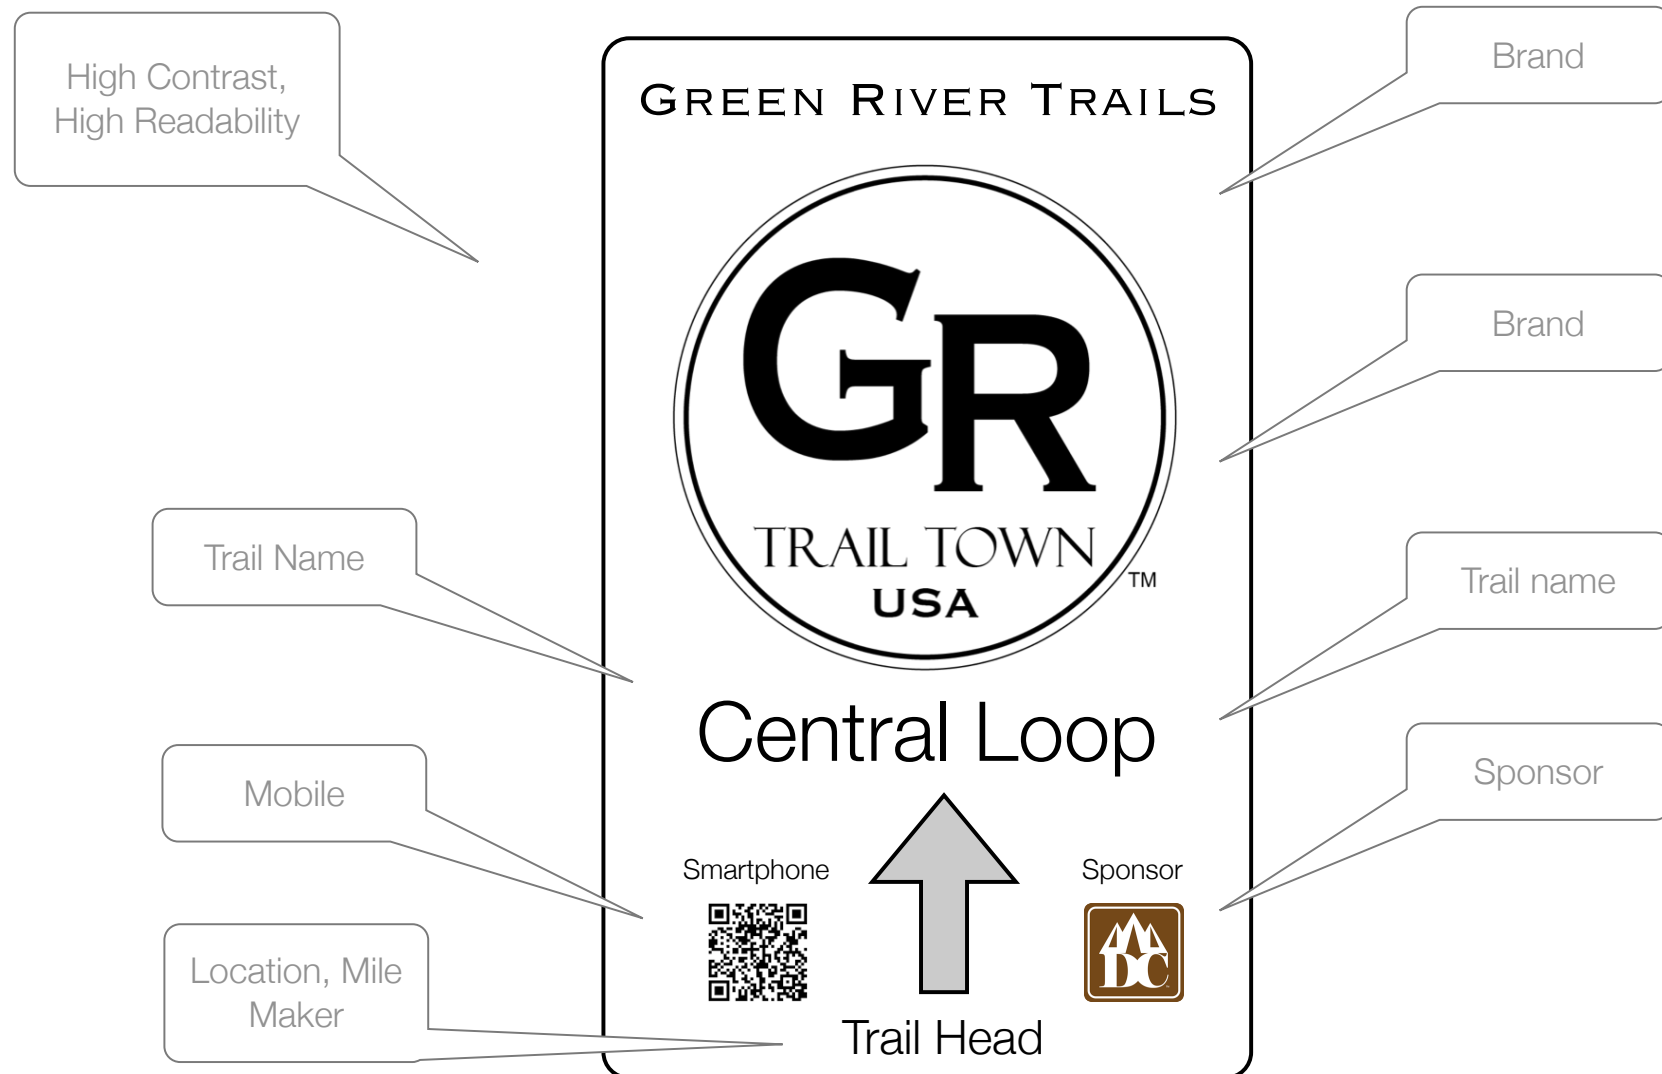 High Contrast,
High Readability
Brand
GREEN RIVER TRAILS
Brand
GR
TRAIL TOWN
TM
USA
Trail Name
Trail name
Central Loop
Mobile
Sponsor
Smartphone
Sponsor
DC
Location, Mile
Maker
Trail Head